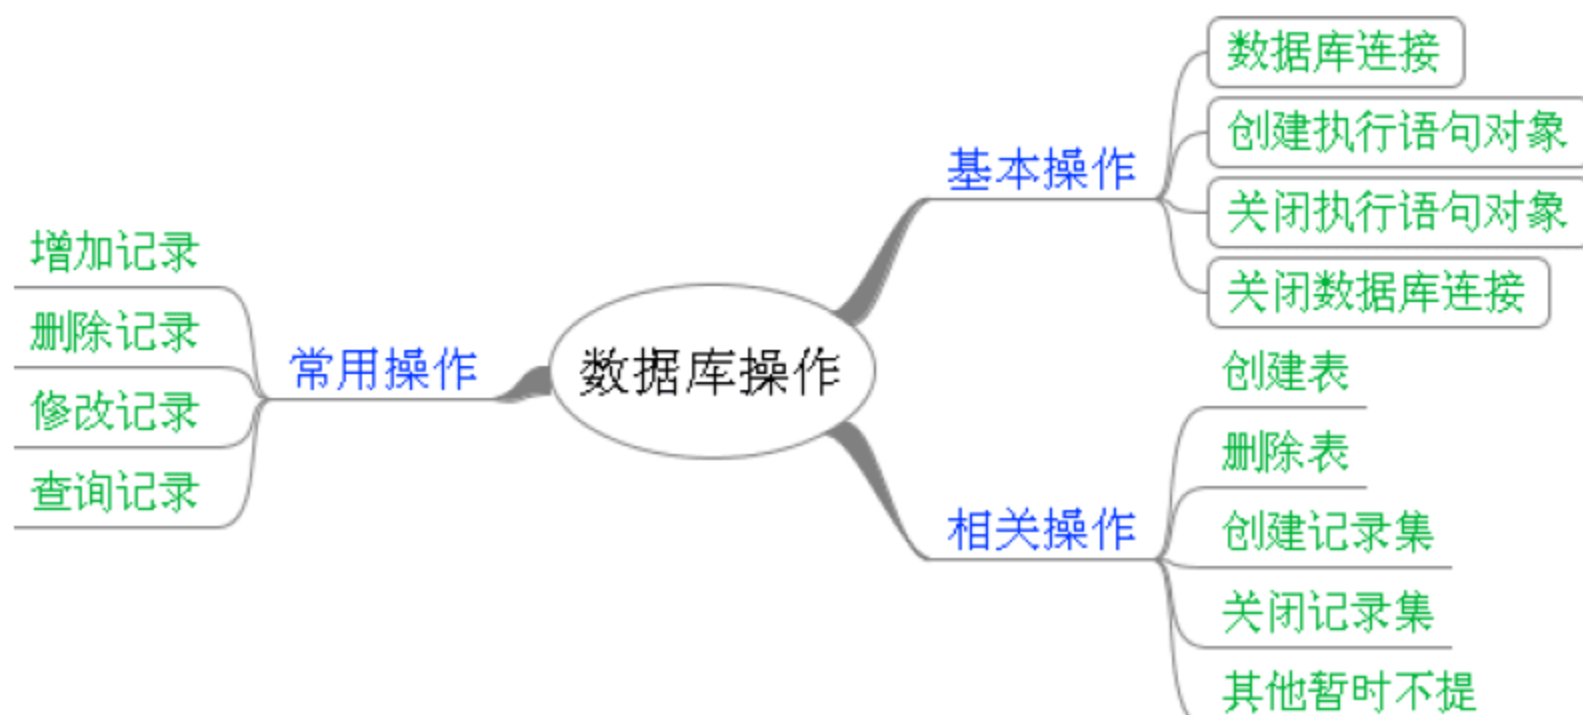 数据库操作
基本操作
数据库连接
创建执行语句对象
关闭执行语句对象
关闭数据库连接
相关操作
创建表
删除表
创建记录集
关闭记录集
其他暂时不提
常用操作
增加记录
删除记录
修改记录
查询记录